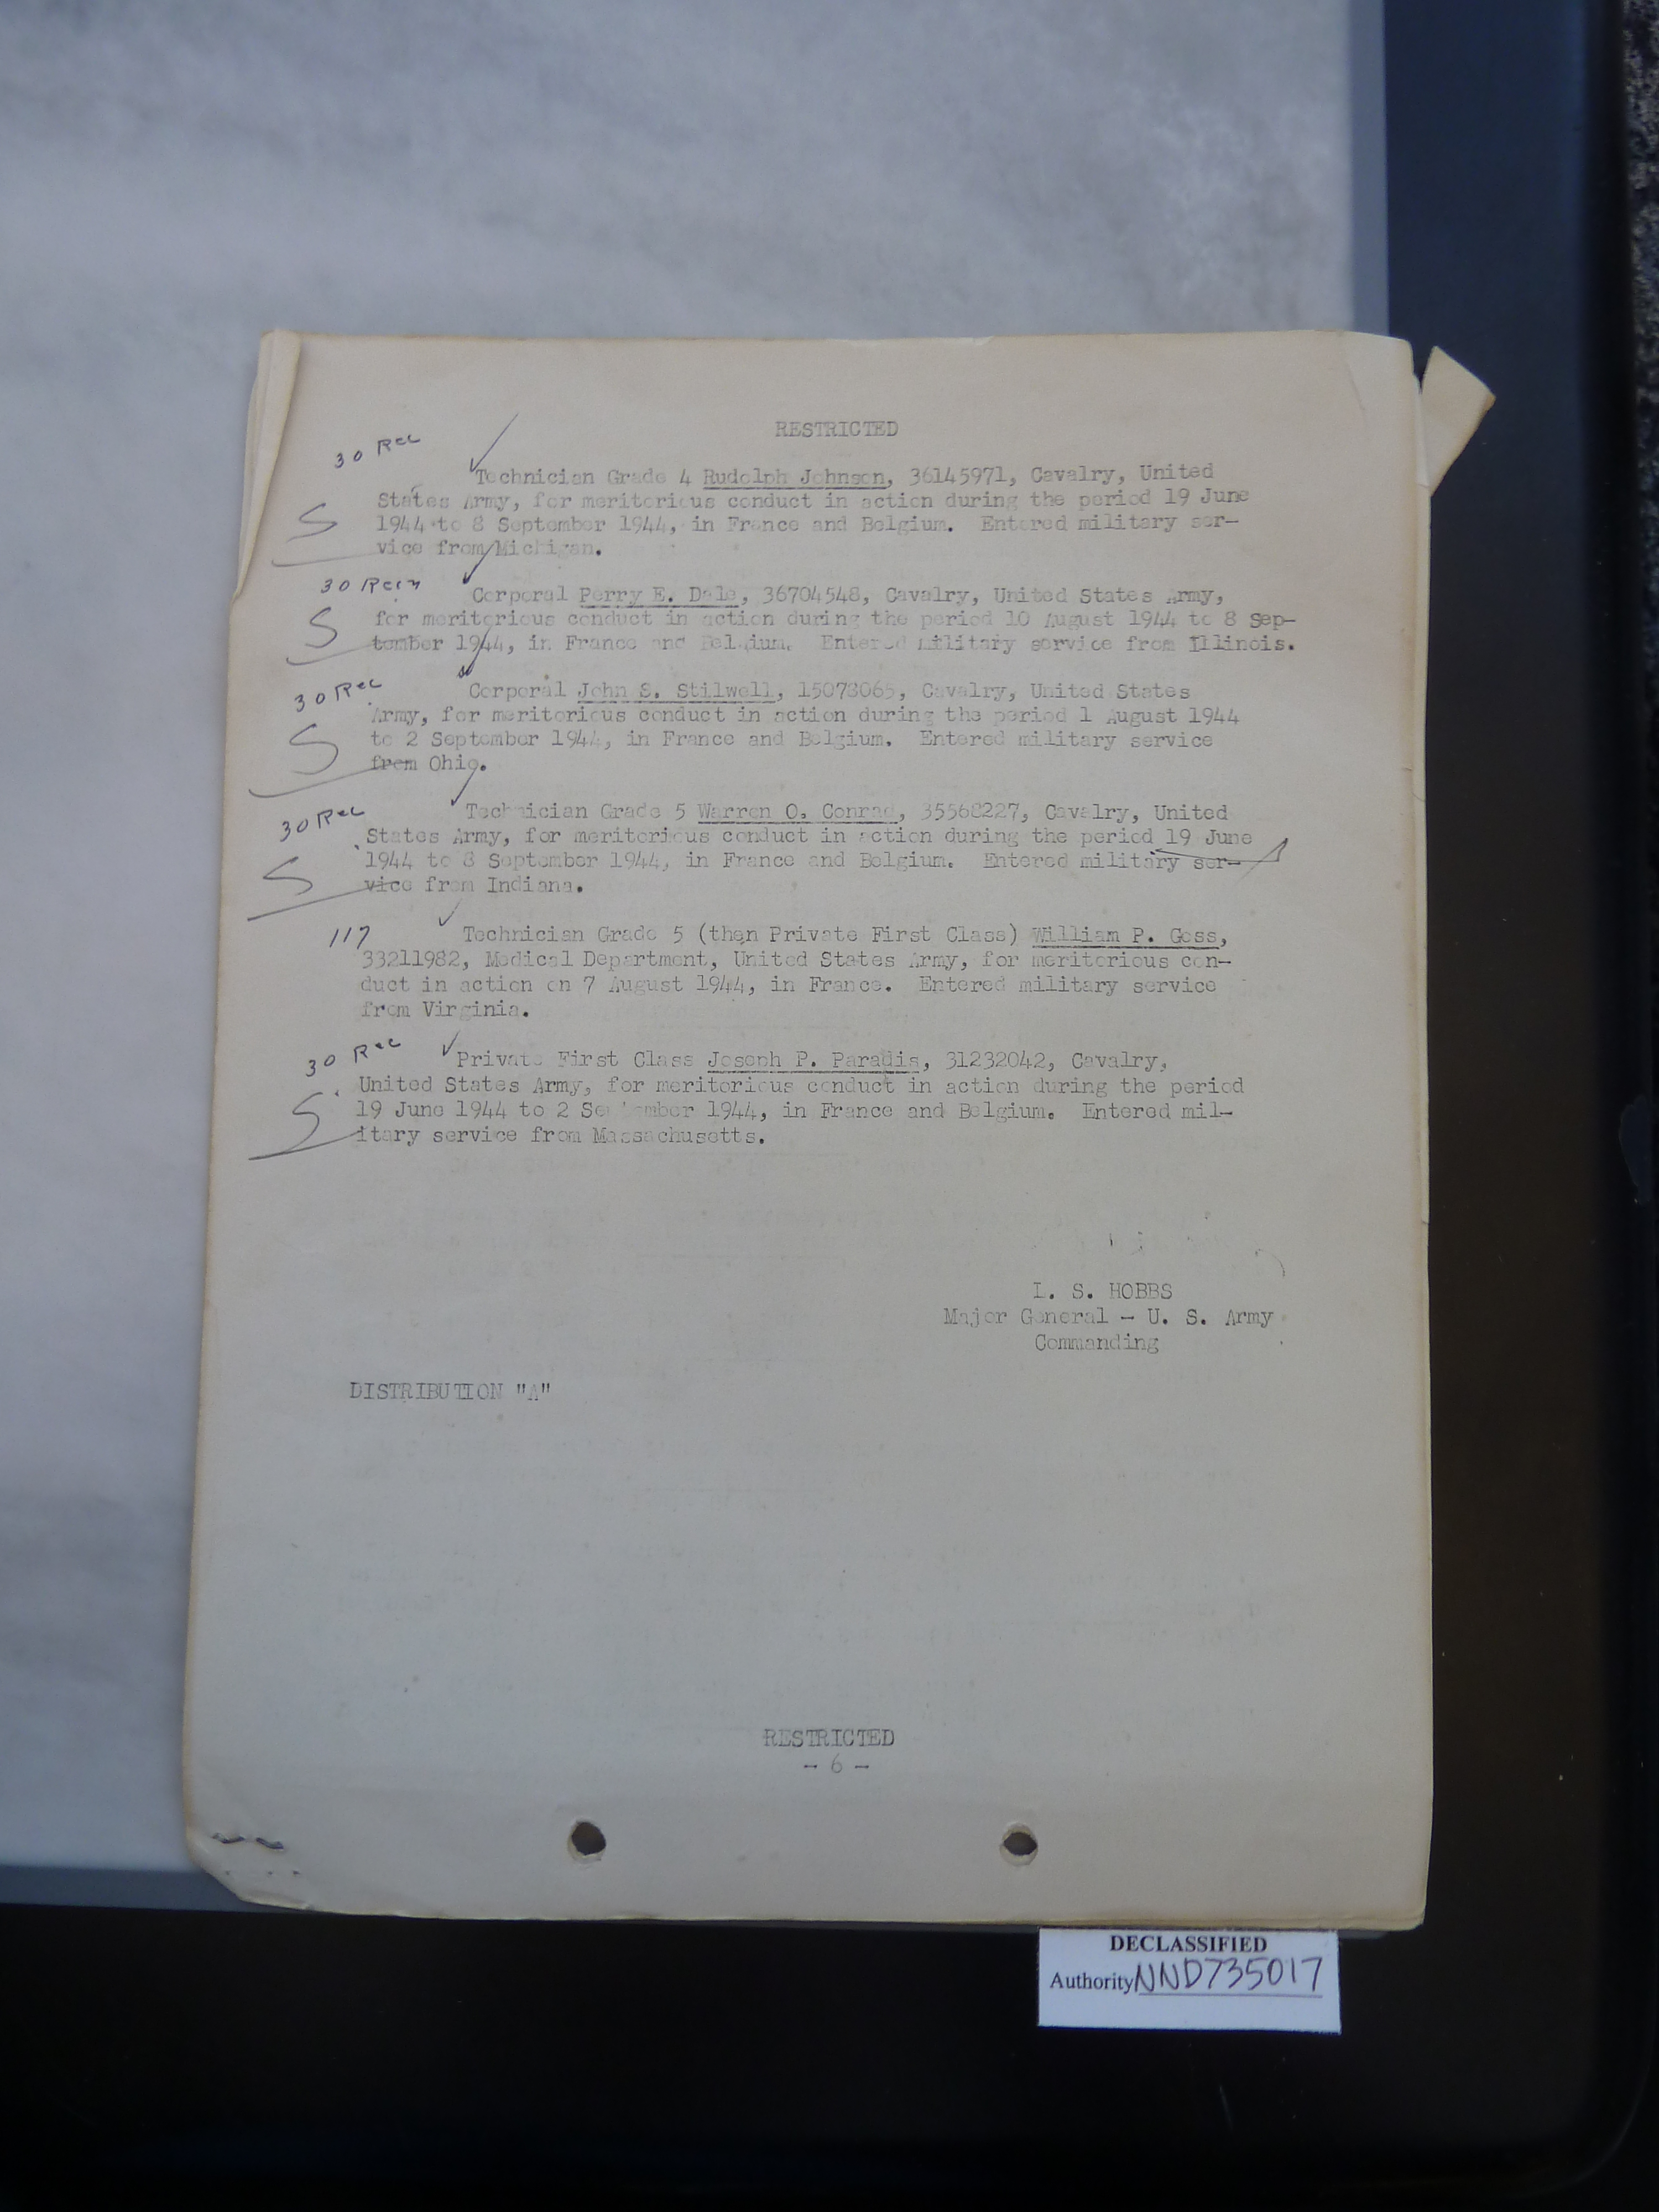 RESTRICTED
30 Rec
Technician Grade 4 Rudolph Johnson, 36145971, Cavalry, United
States Army, for meritorious conduct in action during the period 19 June
1944 to 8 September 1944, in France and Belgium. Entered military ser-
vice from Michigan.
S
30 Rec
Corporal Perry E. Dale, 36704548, Cavalry, United States Army,
for meritorious conduct in action during the period 10 August 1944 to 8 Sep-
tember 1944, in France and Belgium. Entered military service from Illinois.
S
30 Rec
Corporal John S. Stilwell, 15078065, Cavalry, United States
Army, for meritorious conduct in action during the period 1 August 1944
to 2 September 1944, in France and Belgium. Entered military service
from Ohio.
S
30 Rec
Technician Grade 5 Warren O. Conrad, 35568227, Cavalry, United
States Army, for meritorious conduct in action during the period 19 June
1944 to 8 September 1944, in France and Belgium. Entered military ser-
vice from Indiana.
S
117
Technician Grade 5 (then Private First Class) William P. Goss,
33211982, Medical Department, United States Army, for meritorious con-
duct in action on 7 August 1944, in France. Entered military service
from Virginia.
30 Rec
Private First Class Joseph P. Paradis, 31232042, Cavalry,
United States Army, for meritorious conduct in action during the period
19 June 1944 to 2 September 1944, in France and Belgium. Entered mil-
itary service from Massachusetts.
S
L. S. HOBBS
Major General - U. S. Army
Commanding
DISTRIBUTION "A"
RESTRICTED
- 6 -
DECLASSIFIED
Authority NND735017